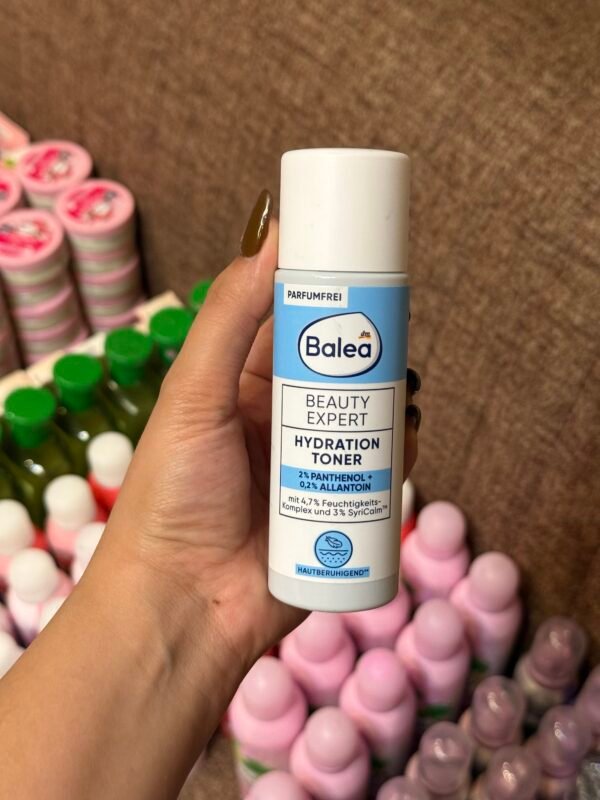 PARFUMFREI
dm
Balea
BEAUTY
EXPERT
HYDRATION
TONER
2% PANTHENOL +
0,2% ALLANTOIN
mit 4,7% Feuchtigkeits-
Komplex und 3% SyriCalm™
HAUTBERUHIGEND**